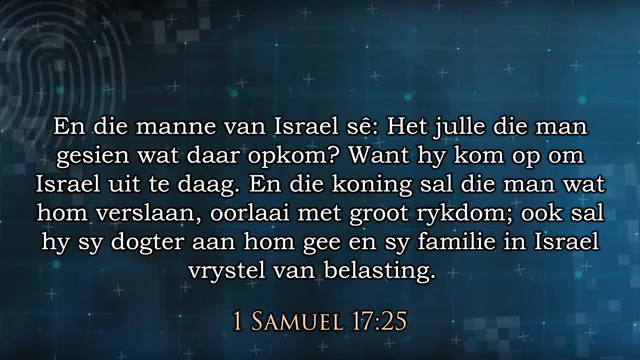 En die manne van Israel sê: Het julle die man
gesien wat daar opkom? Want hy kom op om
Israel uit te daag. En die koning sal die man wat
hom verslaan, oorlaai met groot rykdom; ook sal
hy sy dogter aan hom gee en sy familie in Israel
vrystel van belasting.
1 Samuel 17:25